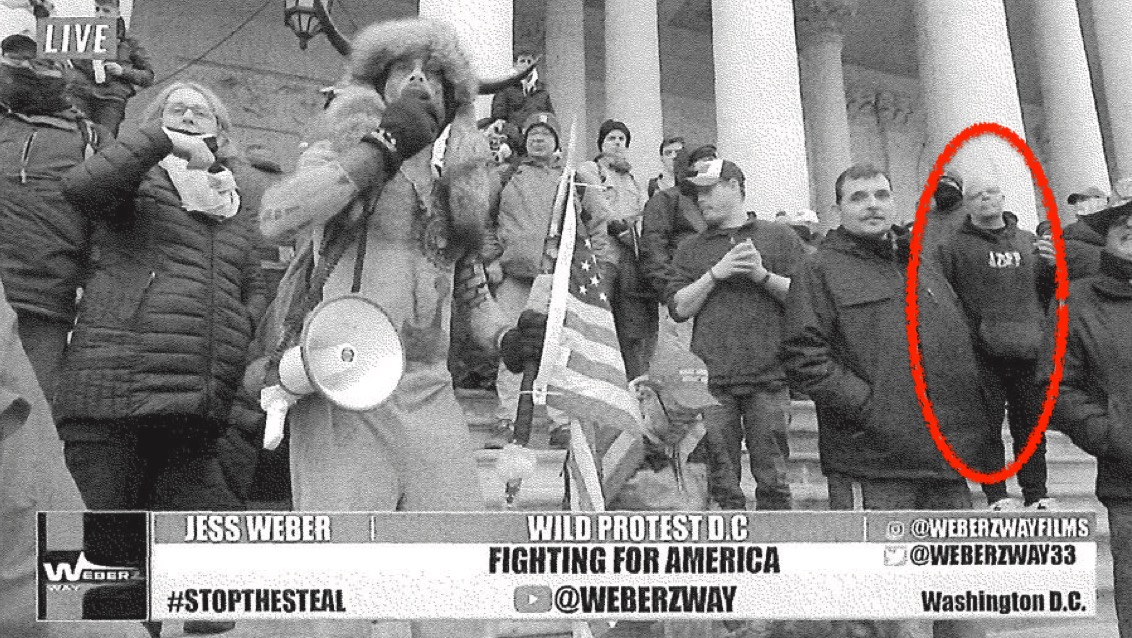 LIVE
JESS WEBER
WILD PROTEST D.C
@WEBERZWAYFILMS
FIGHTING FOR AMERICA
@WEBERZWAY33
#STOPTHESTEAL
@WEBERZWAY
Washington D.C.
WEBERZ
WAY